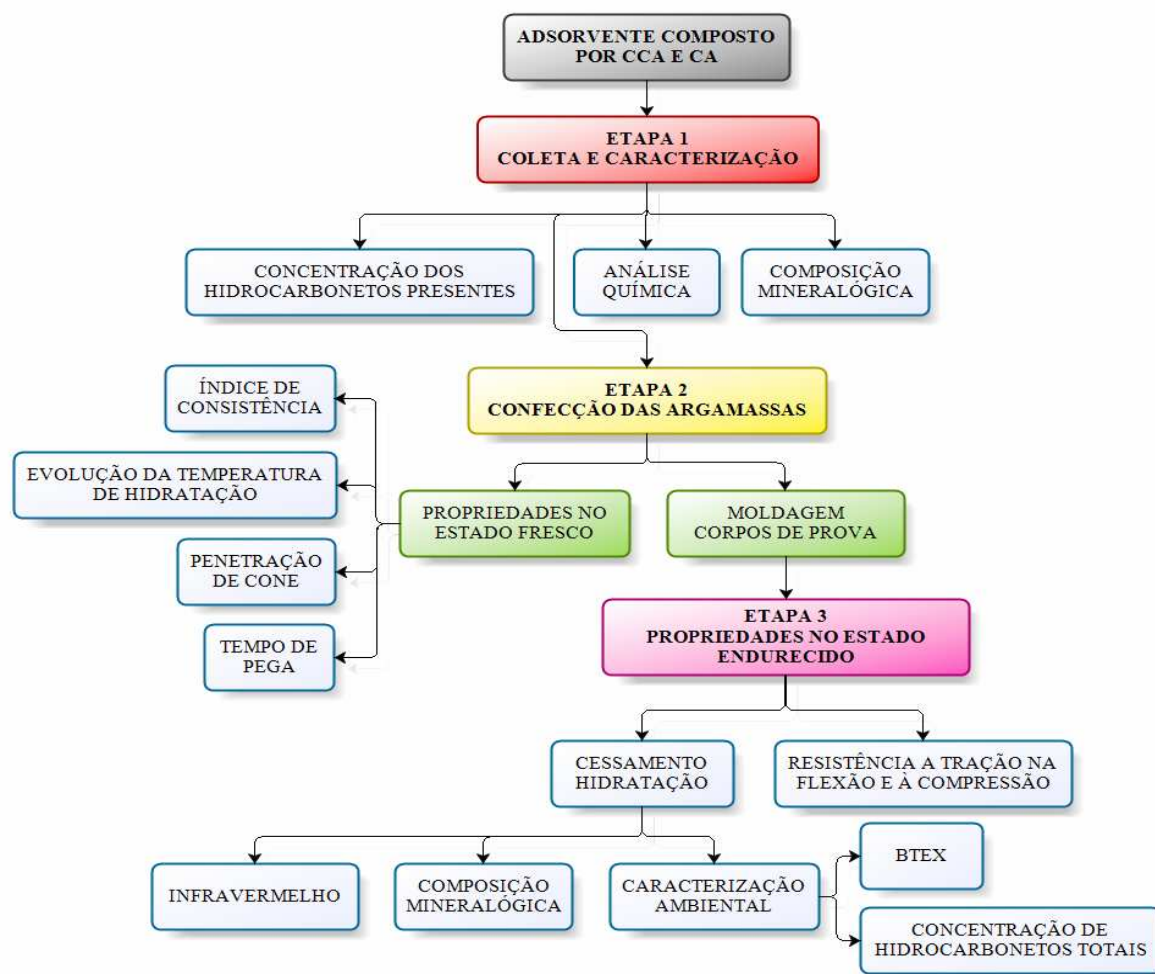 ADSORVENTE COMPOSTO
POR CCA E CA
ETAPA 1
COLETA E CARACTERIZAÇÃO
CONCENTRAÇÃO DOS
HIDROCARBONETOS PRESENTES
ANÁLISE
QUÍMICA
COMPOSIÇÃO
MINERALÓGICA
ETAPA 2
CONFECÇÃO DAS ARGAMASSAS
ÍNDICE DE
CONSISTÊNCIA
EVOLUÇÃO DA TEMPERATURA
DE HIDRATAÇÃO
PENETRAÇÃO
DE CONE
TEMPO DE
PEGA
PROPRIEDADES NO
ESTADO FRESCO
MOLDAGEM
CORPOS DE PROVA
ETAPA 3
PROPRIEDADES NO ESTADO
ENDURECIDO
CESSAMENTO
HIDRATAÇÃO
RESISTÊNCIA A TRAÇÃO NA
FLEXÃO E À COMPRESSÃO
INFRAVERMELHO
COMPOSIÇÃO
MINERALÓGICA
CARACTERIZAÇÃO
AMBIENTAL
BTEX
CONCENTRAÇÃO DE
HIDROCARBONETOS TOTAIS